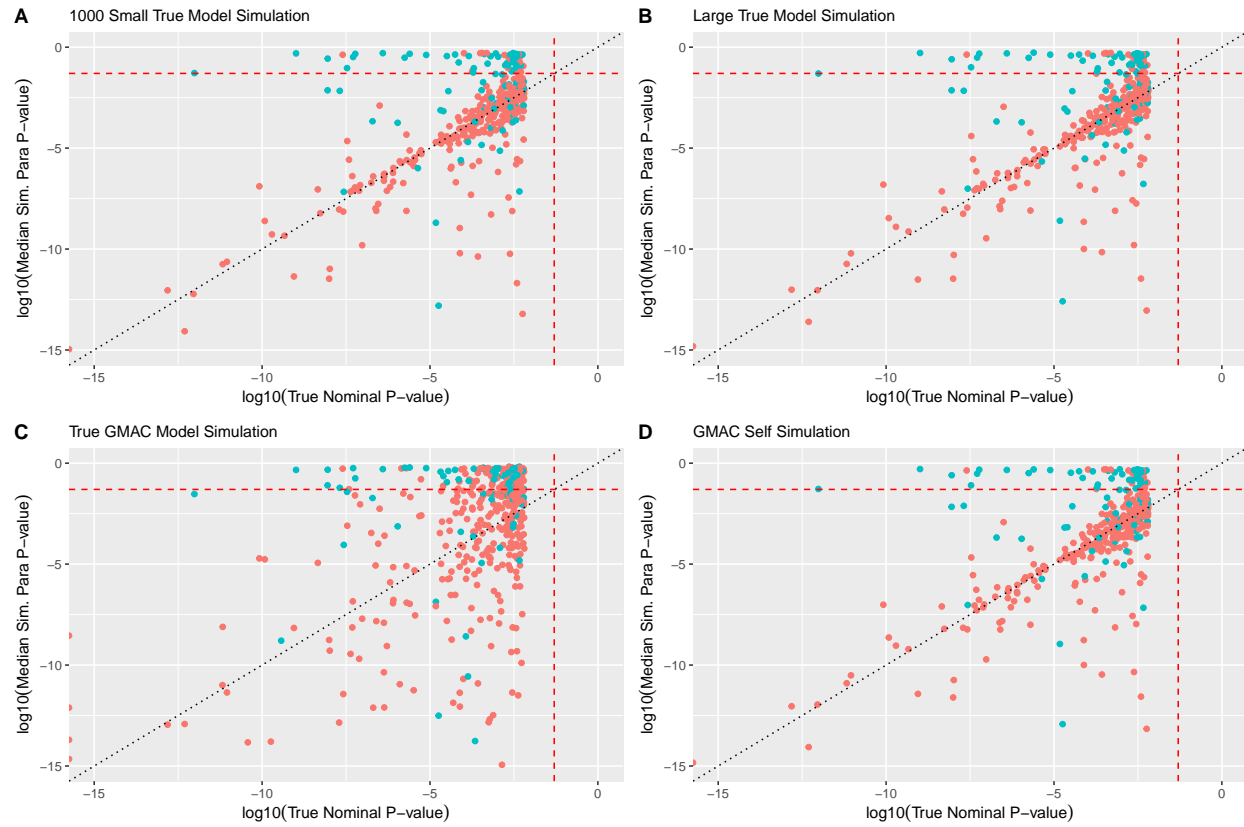 A
1000 Small True Model Simulation
log10(Median Sim. Para P−value)
0
−5
−10
−15
−15
−10
−5
0
log10(True Nominal P−value)
B
Large True Model Simulation
log10(Median Sim. Para P−value)
0
−5
−10
−15
−15
−10
−5
0
log10(True Nominal P−value)
C
True GMAC Model Simulation
log10(Median Sim. Para P−value)
0
−5
−10
−15
−15
−10
−5
0
log10(True Nominal P−value)
D
GMAC Self Simulation
log10(Median Sim. Para P−value)
0
−5
−10
−15
−15
−10
−5
0
log10(True Nominal P−value)